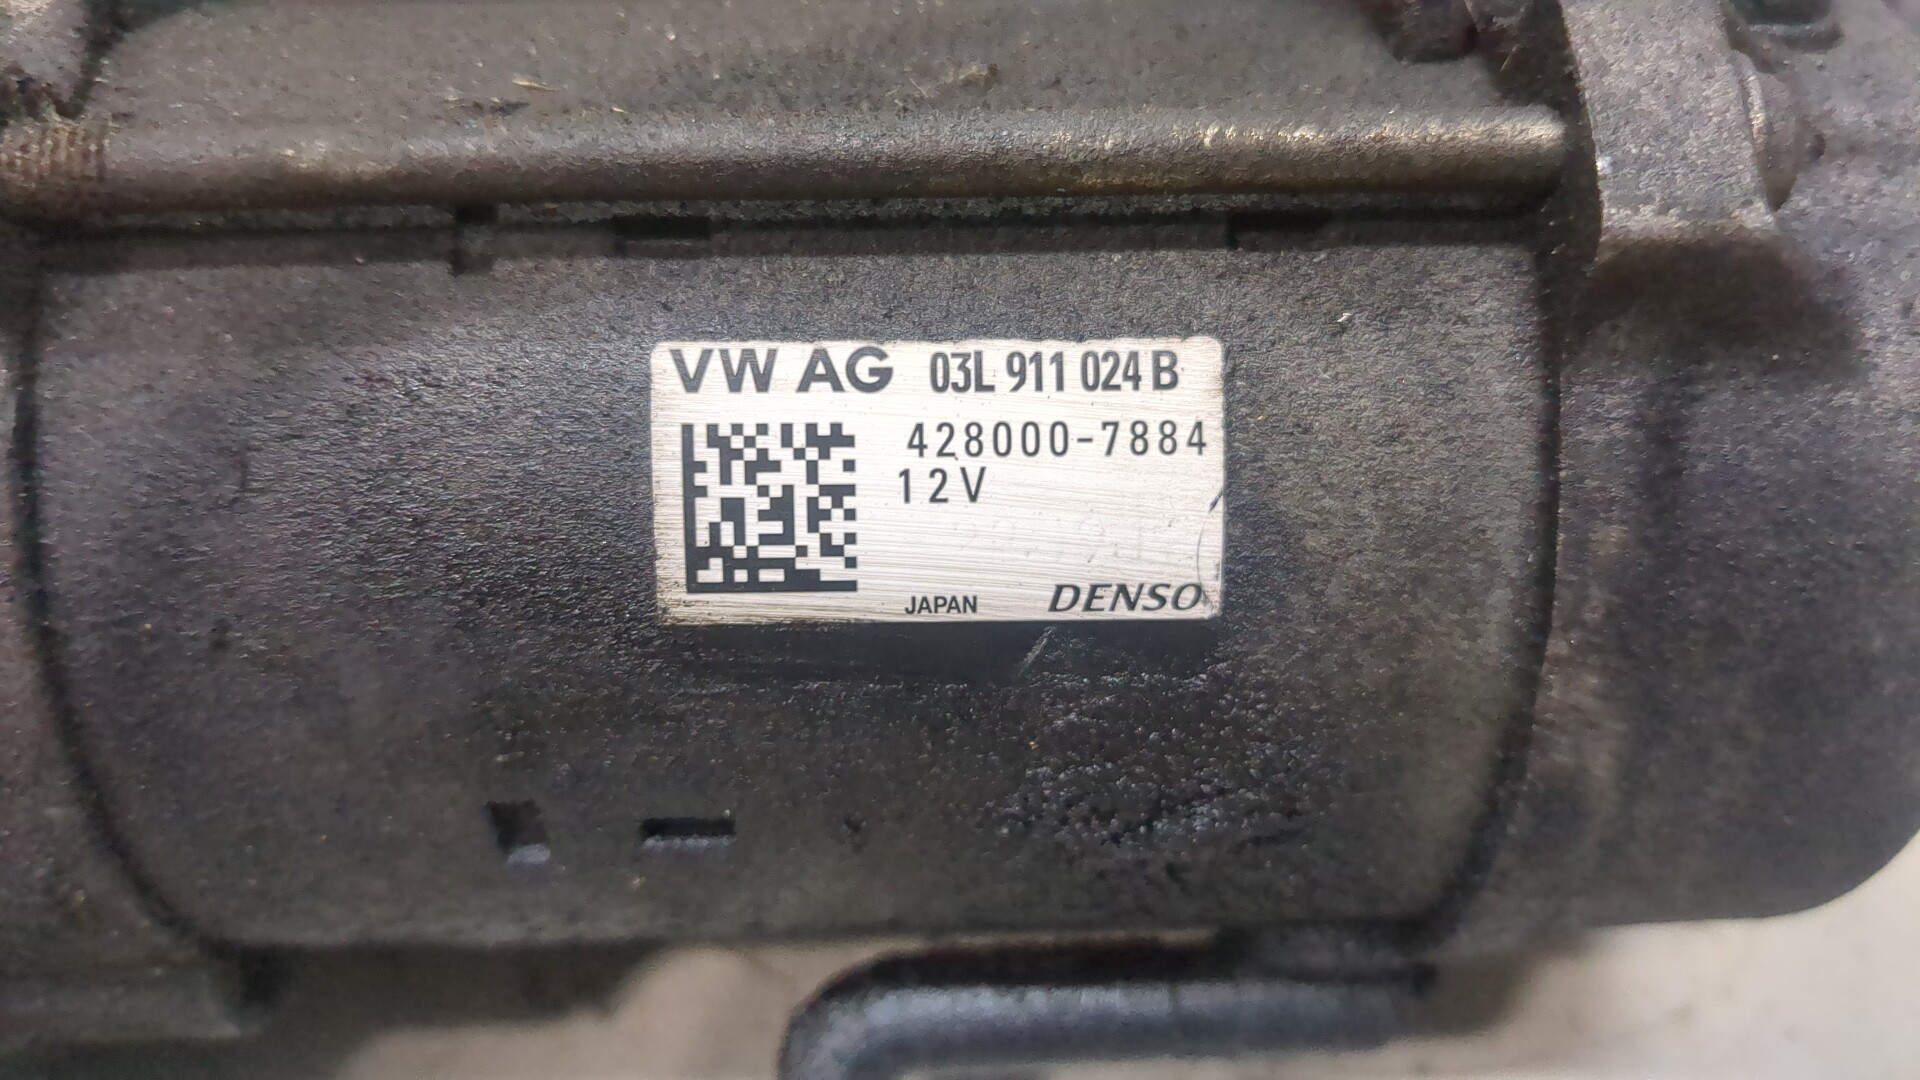 VW AG 03L 911 024 B
428000-7884
12V
JAPAN DENSO